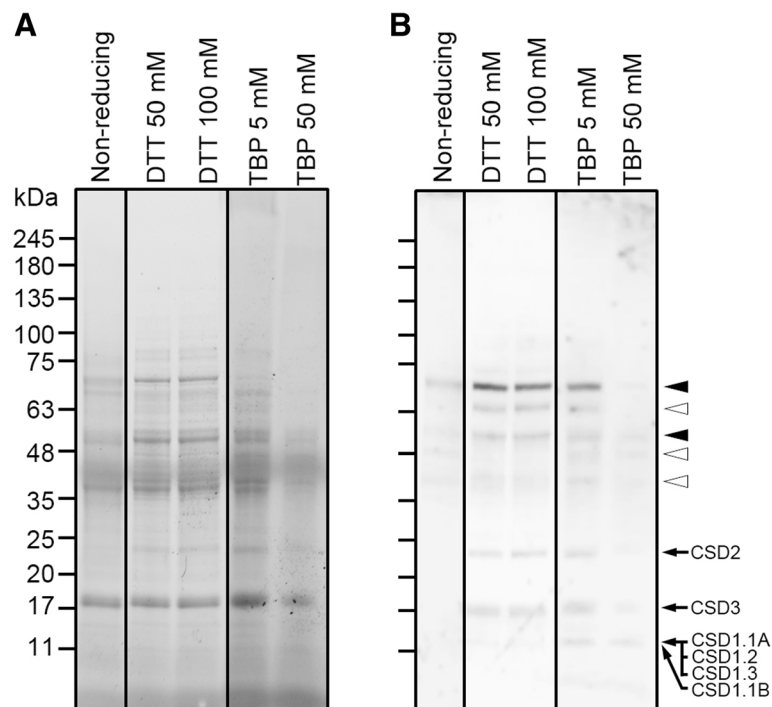 A
B
Non-reducing
DTT 50 mM
DTT 100 mM
TBP 5 mM
TBP 50 mM
Non-reducing
DTT 50 mM
DTT 100 mM
TBP 5 mM
TBP 50 mM
kDa
245
180
135
100
75
63
48
35
25
20
17
11
CSD2
CSD3
CSD1.1A
CSD1.2
CSD1.3
CSD1.1B